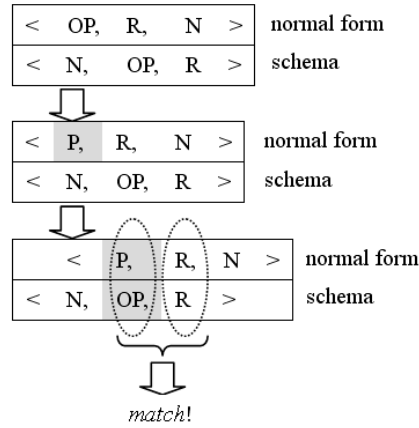 < OP, R, N > normal form
< N, OP, R > schema
< P, R, N > normal form
< N, OP, R > schema
< P, R, N > normal form
< N, OP, R > schema
match!